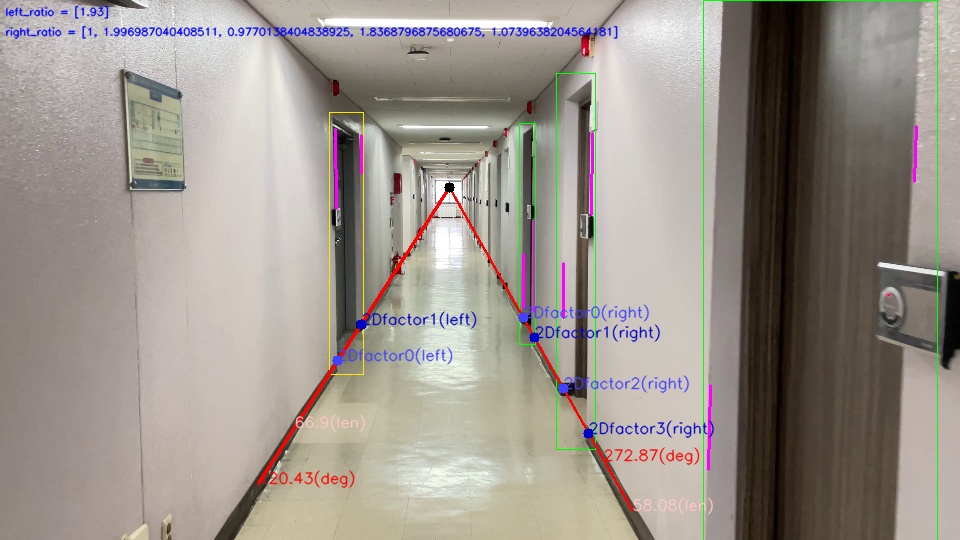 left_ratio = [1.93]
right_ratio = [1, 1.996987040408511, 0.9770138404838925, 1.8368796875680675, 1.0739638204564181]
2Dfactor0(right)
2Dfactor1(left)
2Dfactor1(right)
2Dfactor0(left)
2Dfactor2(right)
66.9(len)
2Dfactor3(right)
272.87(deg)
20.43(deg)
58.08(len)